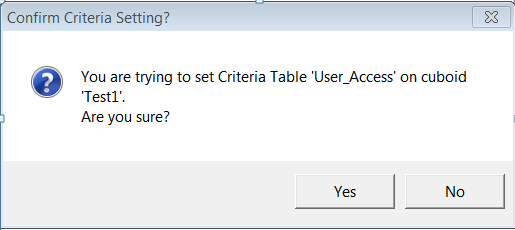 Confirm Criteria Setting?
You are trying to set Criteria Table 'User_Access' on cuboid
'Test1'.
Are you sure?
Yes
No